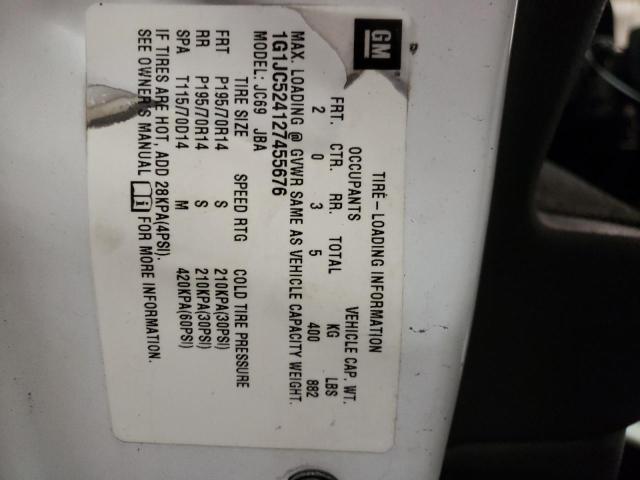 GM
TIRE-LOADING INFORMATION
OCCUPANTS VEHICLE CAP. WT.
FRT. CTR. RR. TOTAL KG LBS
2 0 3 5 400 882
MAX. LOADING @ GVWR SAME AS VEHICLE CAPACITY WEIGHT.
1G1JC524127455676
MODEL: JC69 JBA
TIRE SIZE SPEED RTG COLD TIRE PRESSURE
FRT P195/70R14 S 210KPA(30PSI)
RR P195/70R14 S 210KPA(30PSI)
SPA T115/70D14 M 420KPA(60PSI)
IF TIRES ARE HOT, ADD 28KPA(4PSI).
SEE OWNER'S MANUAL FOR MORE INFORMATION.